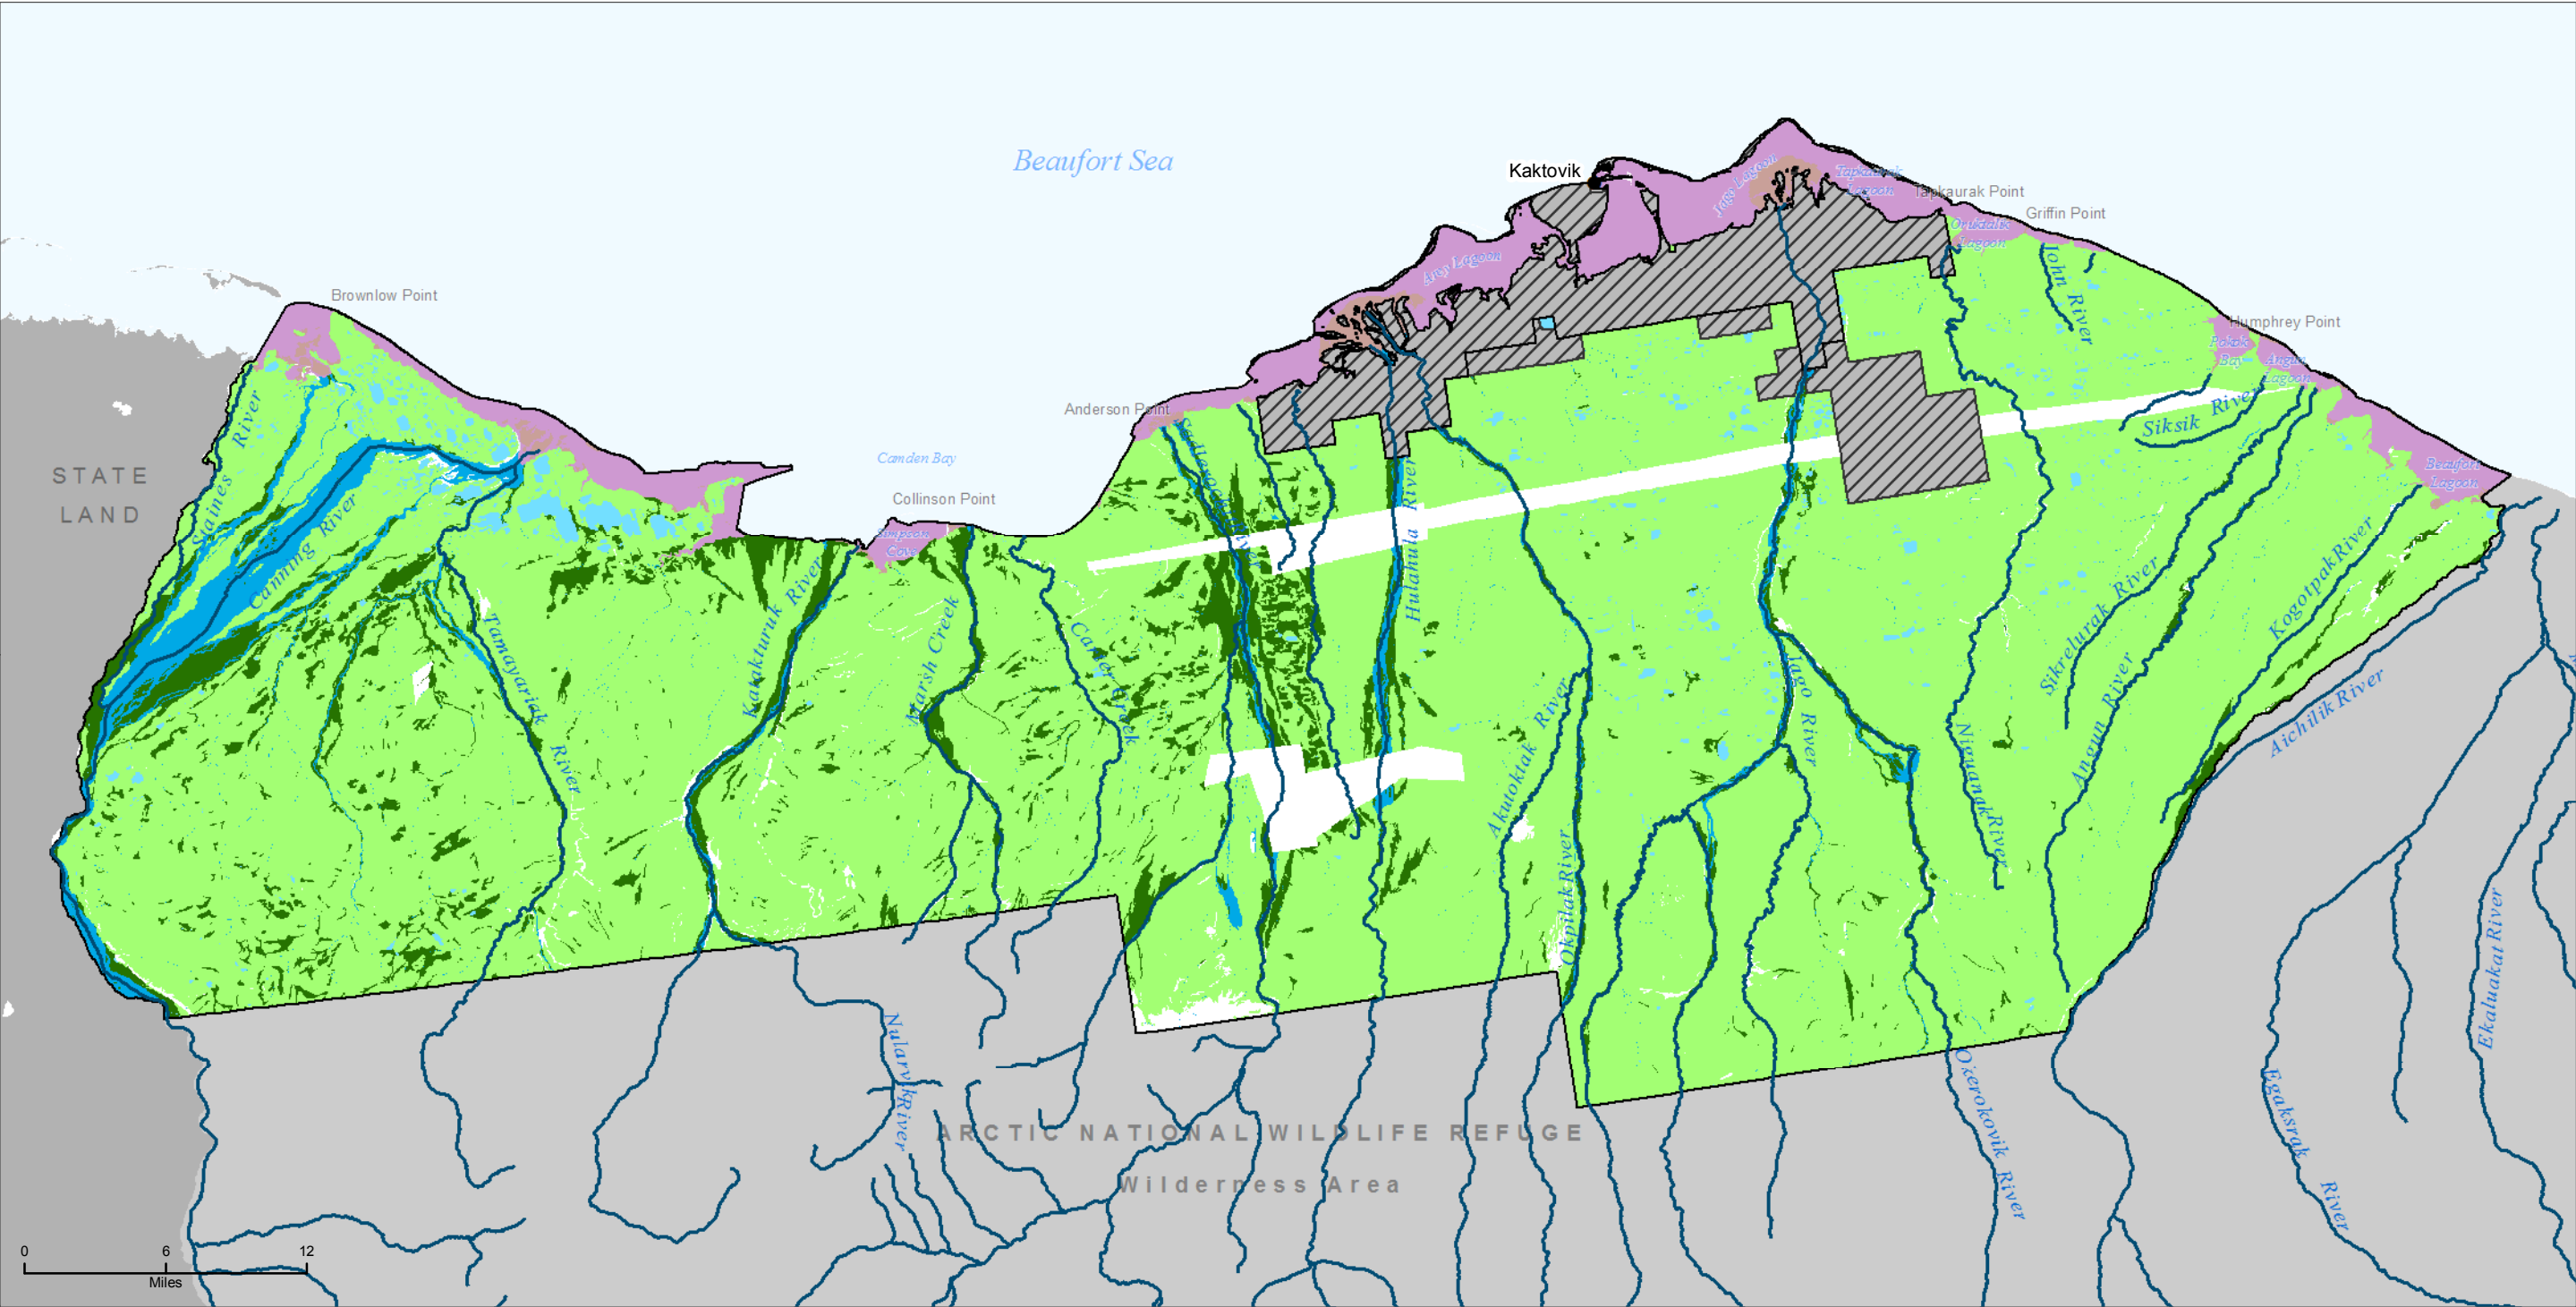 Beaufort Sea
Kaktovik
Jago Lagoon
Tapkaurak
Lagoon
Tapkaurak Point
Griffin Point
Oruktalik
Lagoon
Arey Lagoon
John River
Brownlow Point
Humphrey Point
Pokok
Bay
Angun
Lagoon
Anderson Point
Siksik River
Camden Bay
Collinson Point
Simpson
Cove
Beaufort
Lagoon
STATE
LAND
Staines River
Canning River
Sadlerochit River
Hulahula River
Tamayariak River
Katakturuk River
Marsh Creek
Carter Creek
Akutoktak River
Okpilak River
Jago River
Niguanak River
Sikrelurak River
Angun River
Kogotpak River
Aichilik River
Nularvik River
Okerokovik River
Egaksrak River
Ekaluakat River
ARCTIC NATIONAL WILDLIFE REFUGE
Wilderness Area
0 6 12
Miles